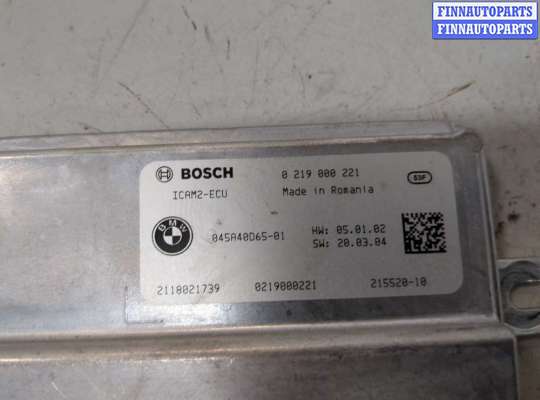 FINNAUTOPARTS
FINNAUTOPARTS
BOSCH 0 219 000 221
ICAM2-ECU Made in Romania
BMW 045A40D65-01 HW: 05.01.02
SW: 20.03.04
2118021739 0219000221 215520-10